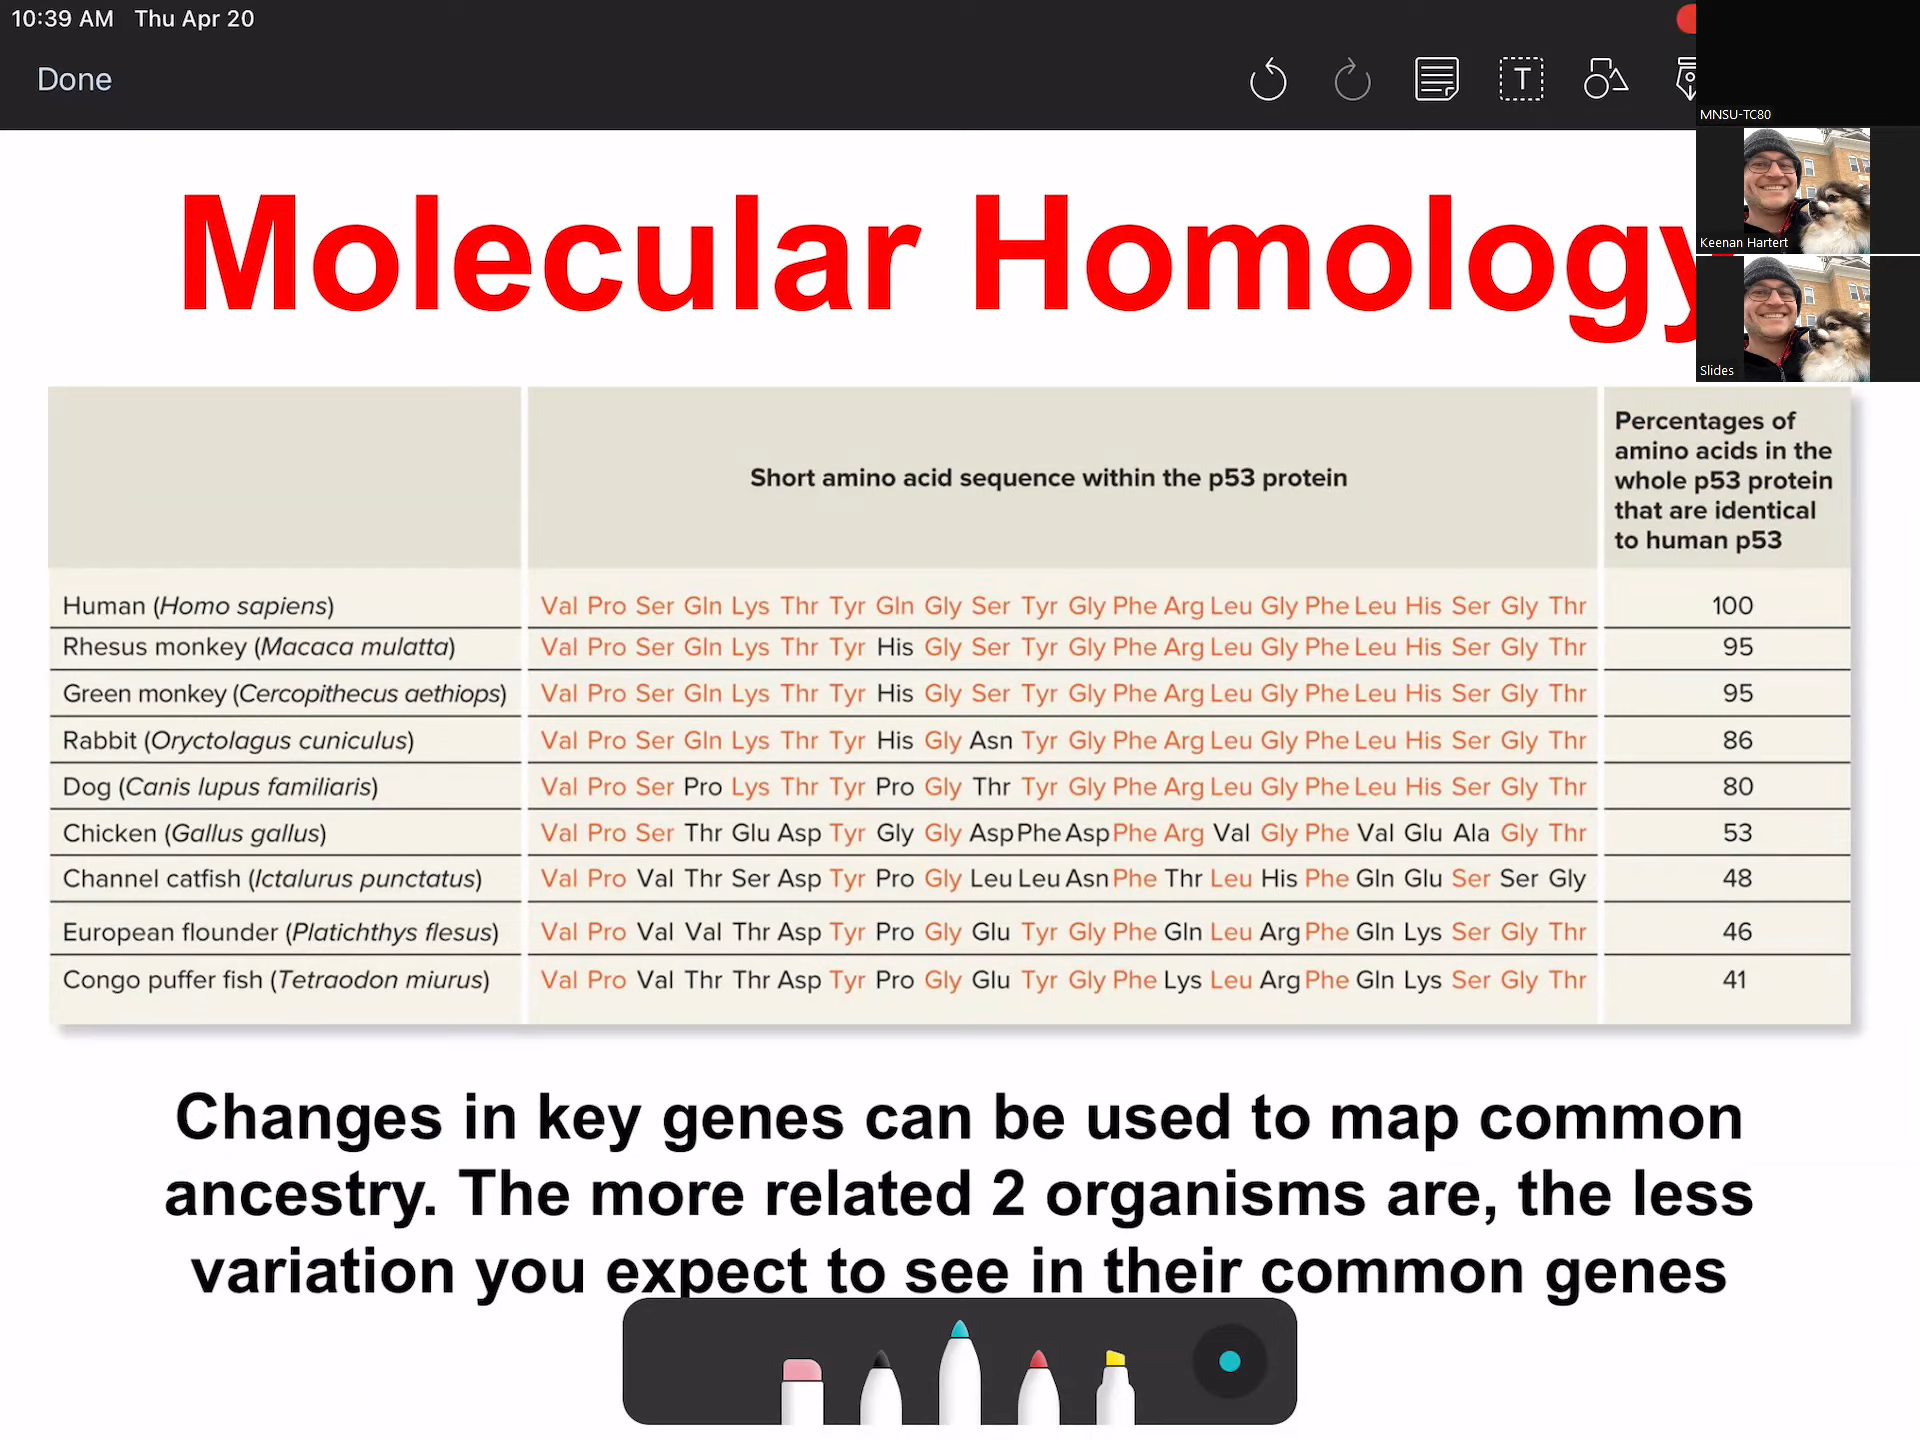 10:39 AM Thu Apr 20
Done
T
MNSU-TC80
Keenan Hartert
Slides
Molecular Homology
Short amino acid sequence within the p53 protein
Percentages of
amino acids in the
whole p53 protein
that are identical
to human p53
Human (Homo sapiens) Val Pro Ser Gln Lys Thr Tyr Gln Gly Ser Tyr Gly Phe Arg Leu Gly Phe Leu His Ser Gly Thr 100
Rhesus monkey (Macaca mulatta) Val Pro Ser Gln Lys Thr Tyr His Gly Ser Tyr Gly Phe Arg Leu Gly Phe Leu His Ser Gly Thr 95
Green monkey (Cercopithecus aethiops) Val Pro Ser Gln Lys Thr Tyr His Gly Ser Tyr Gly Phe Arg Leu Gly Phe Leu His Ser Gly Thr 95
Rabbit (Oryctolagus cuniculus) Val Pro Ser Gln Lys Thr Tyr His Gly Asn Tyr Gly Phe Arg Leu Gly Phe Leu His Ser Gly Thr 86
Dog (Canis lupus familiaris) Val Pro Ser Pro Lys Thr Tyr Pro Gly Thr Tyr Gly Phe Arg Leu Gly Phe Leu His Ser Gly Thr 80
Chicken (Gallus gallus) Val Pro Ser Thr Glu Asp Tyr Gly Gly Asp Phe Asp Phe Arg Val Gly Phe Val Glu Ala Gly Thr 53
Channel catfish (Ictalurus punctatus) Val Pro Val Thr Ser Asp Tyr Pro Gly Leu Leu Asn Phe Thr Leu His Phe Gln Glu Ser Ser Gly 48
European flounder (Platichthys flesus) Val Pro Val Val Thr Asp Tyr Pro Gly Glu Tyr Gly Phe Gln Leu Arg Phe Gln Lys Ser Gly Thr 46
Congo puffer fish (Tetraodon miurus) Val Pro Val Thr Thr Asp Tyr Pro Gly Glu Tyr Gly Phe Lys Leu Arg Phe Gln Lys Ser Gly Thr 41
Changes in key genes can be used to map common
ancestry. The more related 2 organisms are, the less
variation you expect to see in their common genes